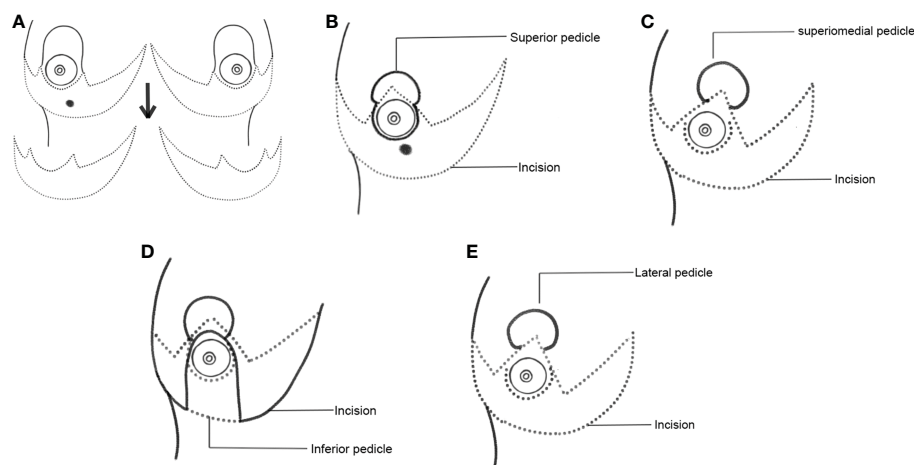 A
B
Superior pedicle
Incision
C
superiomedial pedicle
Incision
D
Incision
Inferior pedicle
E
Lateral pedicle
Incision